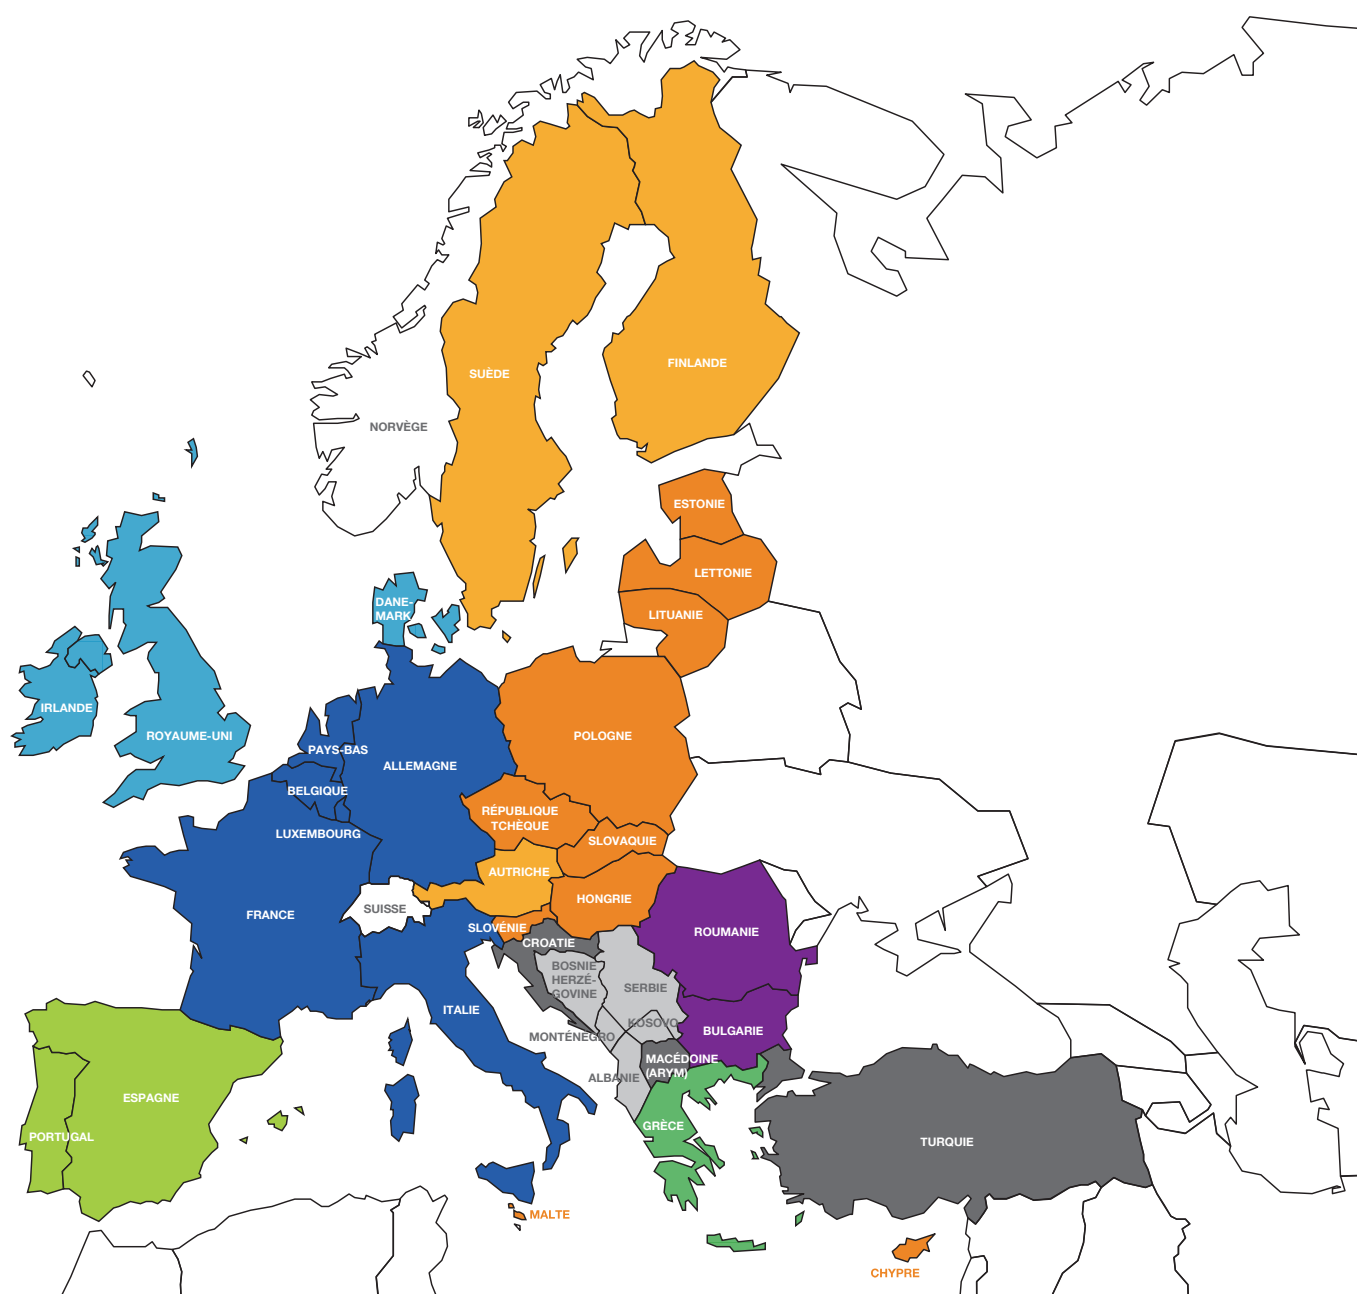 FINLANDE
SUÈDE
NORVÈGE
ESTONIE
LETTONIE
DANE-
MARK
LITUANIE
IRLANDE
ROYAUME-UNI
POLOGNE
PAYS-BAS
ALLEMAGNE
BELGIQUE
RÉPUBLIQUE
TCHÈQUE
LUXEMBOURG
SLOVAQUIE
AUTRICHE
HONGRIE
SUISSE
FRANCE
SLOVÉNIE
ROUMANIE
CROATIE
BOSNIE
HERZÉ-
GOVINE
SERBIE
ITALIE
KOSOVO
BULGARIE
MONTÉNÉGRO
MACÉDOINE
(ARYM)
ALBANIE
ESPAGNE
GRÈCE
PORTUGAL
TURQUIE
MALTE
CHYPRE